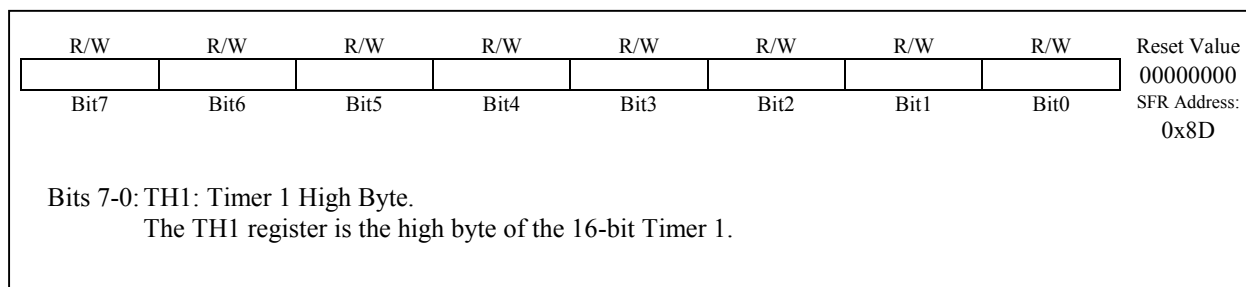 R/W R/W R/W R/W R/W R/W R/W R/W Reset Value
00000000
Bit7 Bit6 Bit5 Bit4 Bit3 Bit2 Bit1 Bit0 SFR Address:
0x8D
Bits 7-0: TH1: Timer 1 High Byte.
The TH1 register is the high byte of the 16-bit Timer 1.